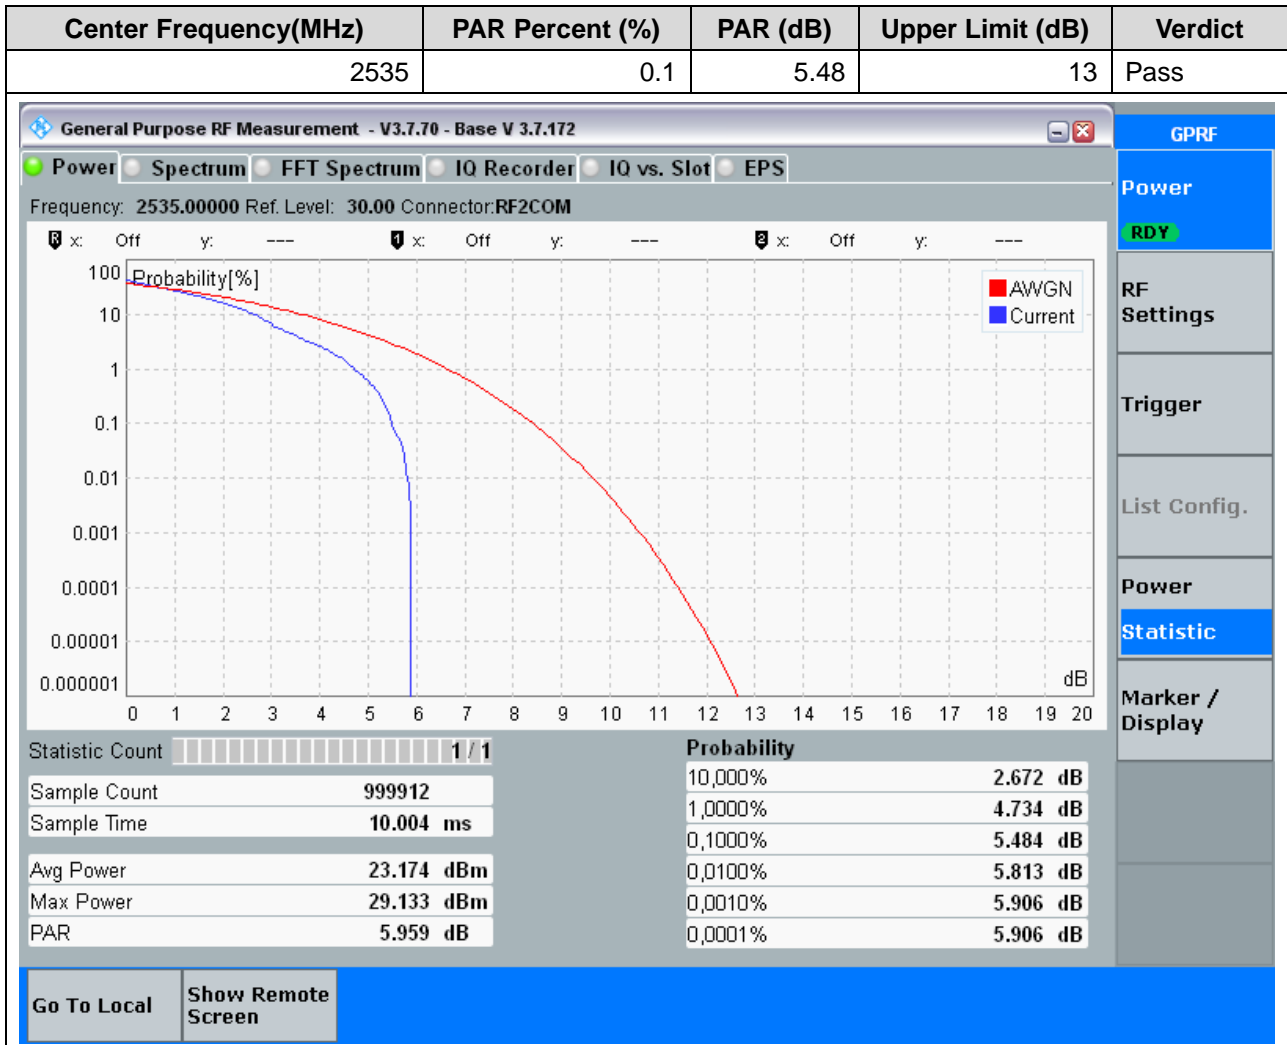 Center Frequency(MHz) PAR Percent (%) PAR (dB) Upper Limit (dB) Verdict
2535 0.1 5.48 13 Pass
General Purpose RF Measurement - V3.7.70 - Base V 3.7.172
GPRF
Power Spectrum FFT Spectrum IQ Recorder IQ vs. Slot EPS
Frequency: 2535.00000 Ref. Level: 30.00 Connector:RF2COM
R x: Off y: --- 1 x: Off y: --- 2 x: Off y: ---
Probability[%]
100
10
1
0.1
0.01
0.001
0.0001
0.00001
0.000001
AWGN
Current
dB
0 1 2 3 4 5 6 7 8 9 10 11 12 13 14 15 16 17 18 19 20
Statistic Count 1 / 1
Sample Count 999912
Sample Time 10.004 ms
Avg Power 23.174 dBm
Max Power 29.133 dBm
PAR 5.959 dB
Probability
10,000% 2.672 dB
1,0000% 4.734 dB
0,1000% 5.484 dB
0,0100% 5.813 dB
0,0010% 5.906 dB
0,0001% 5.906 dB
Power
RDY
RF
Settings
Trigger
List Config.
Power
Statistic
Marker /
Display
Go To Local
Show Remote
Screen